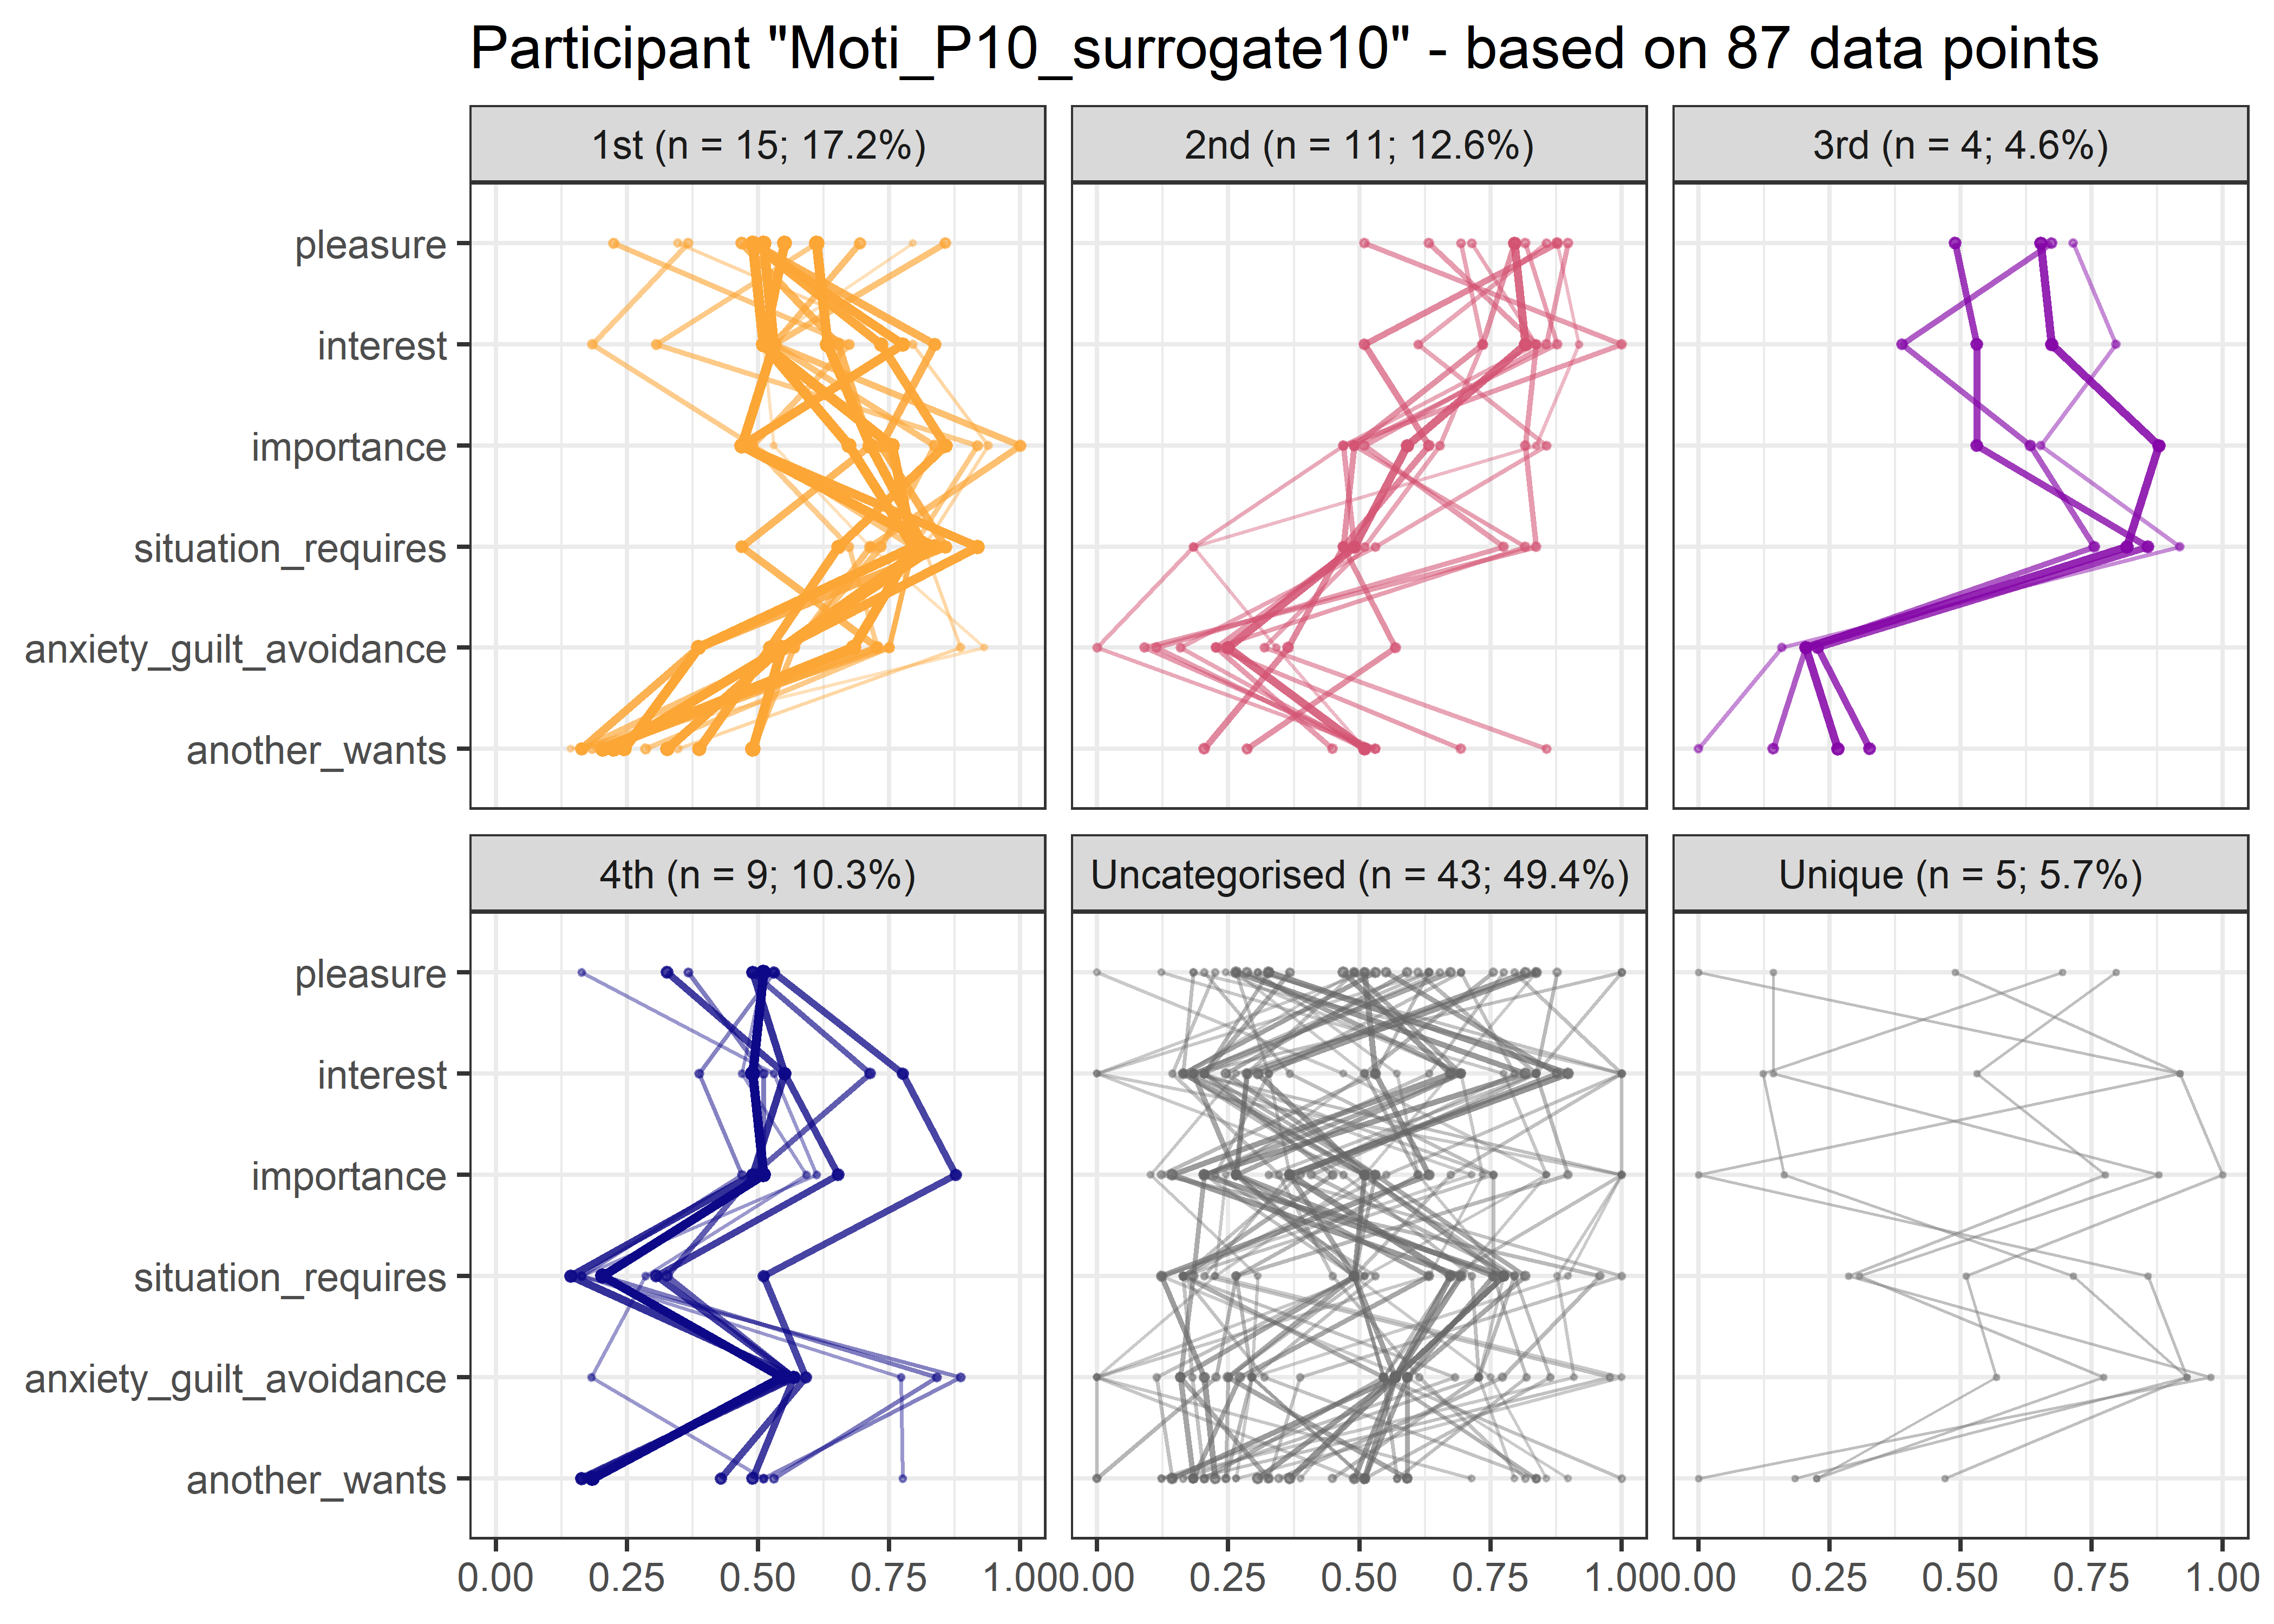 Participant "Moti_P10_surrogate10" - based on 87 data points
1st (n = 15; 17.2%)
2nd (n = 11; 12.6%)
3rd (n = 4; 4.6%)
pleasure
interest
importance
situation_requires
anxiety_guilt_avoidance
another_wants
4th (n = 9; 10.3%)
Uncategorised (n = 43; 49.4%)
Unique (n = 5; 5.7%)
pleasure
interest
importance
situation_requires
anxiety_guilt_avoidance
another_wants
0.00 0.25 0.50 0.75 1.00
0.00 0.25 0.50 0.75 1.00
0.00 0.25 0.50 0.75 1.00